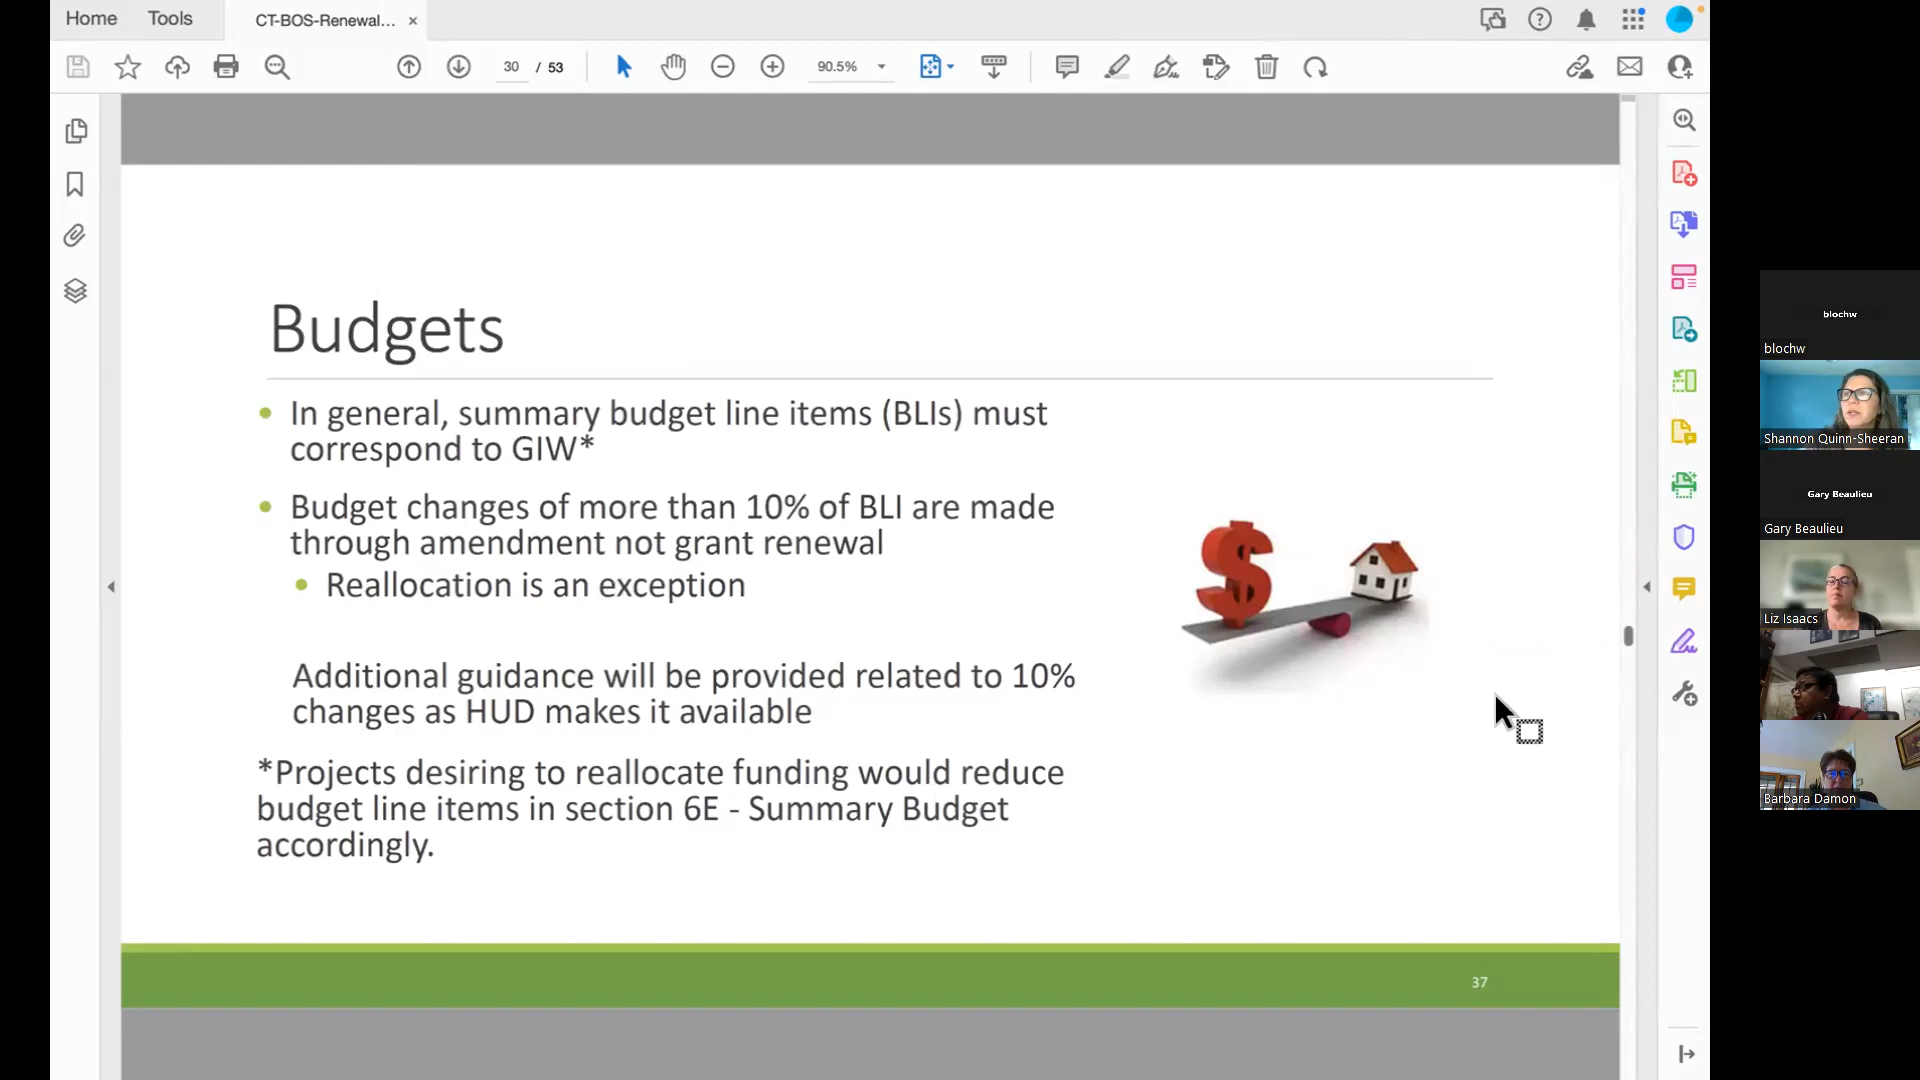 Home
Tools
CT-BOS-Renewal... ×
30 / 53
90.5%
Budgets
• In general, summary budget line items (BLIs) must
correspond to GIW*
• Budget changes of more than 10% of BLI are made
through amendment not grant renewal
• Reallocation is an exception
Additional guidance will be provided related to 10%
changes as HUD makes it available
*Projects desiring to reallocate funding would reduce
budget line items in section 6E - Summary Budget
accordingly.
$
37
blochw
blochw
Shannon Quinn-Sheeran
Gary Beaulieu
Gary Beaulieu
Liz Isaacs
Barbara Damon